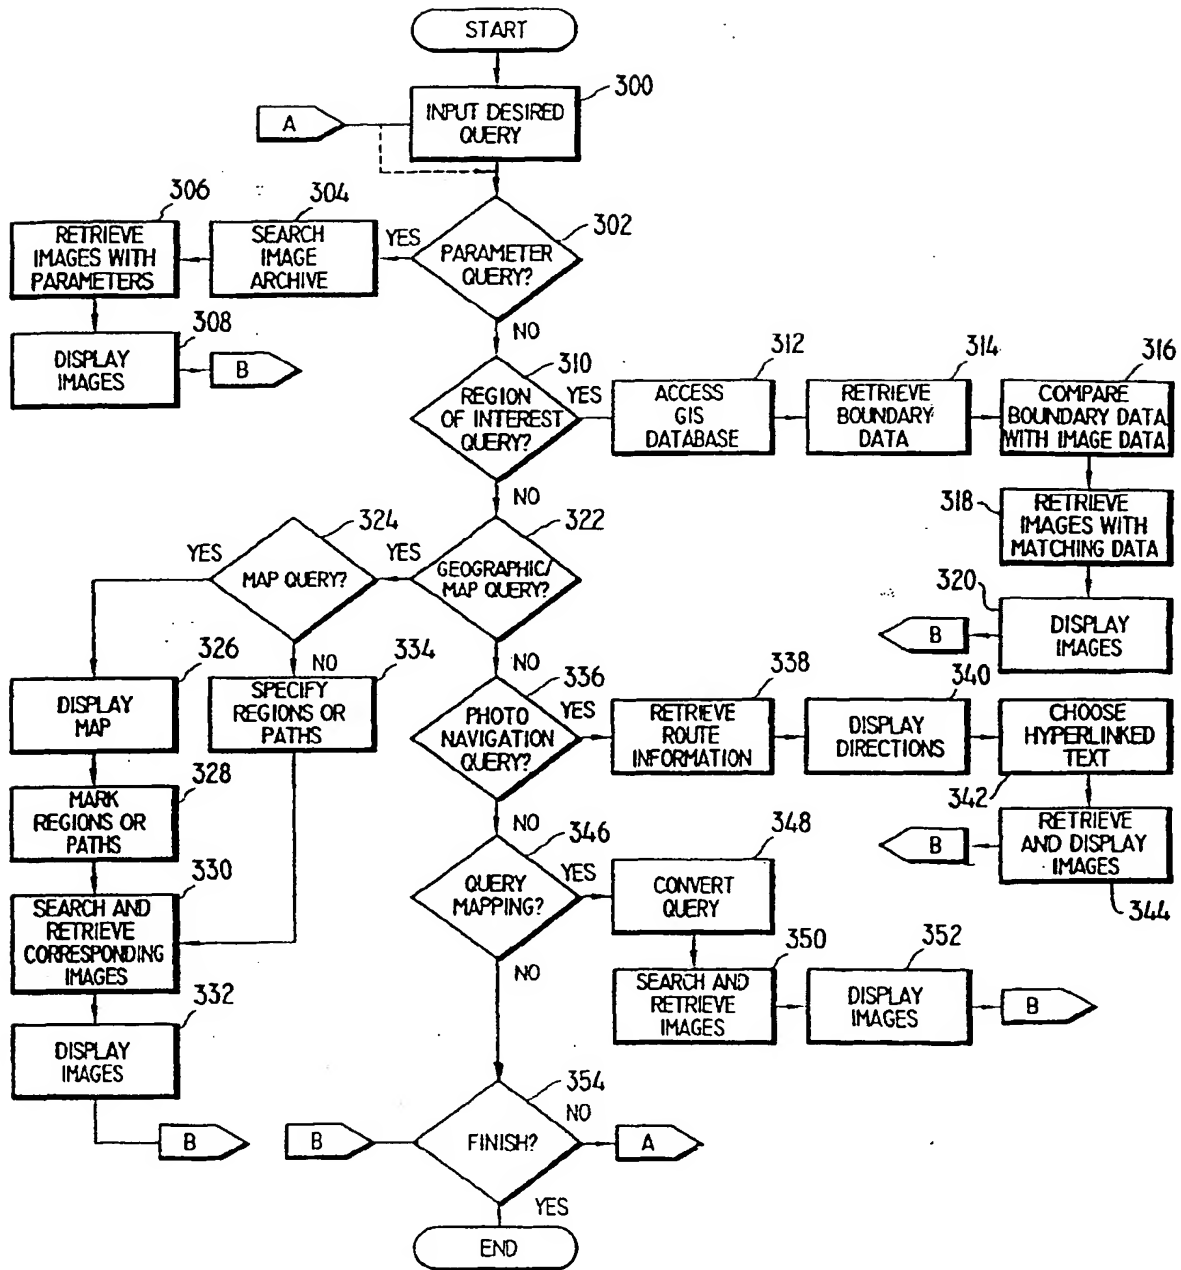 START
300
A
INPUT DESIRED
QUERY
306
304
302
RETRIEVE
IMAGES WITH
PARAMETERS
SEARCH
IMAGE
ARCHIVE
YES
PARAMETER
QUERY?
308
NO
DISPLAY
IMAGES
B
310
312
314
316
REGION
OF INTEREST
QUERY?
YES
ACCESS
GIS
DATABASE
RETRIEVE
BOUNDARY
DATA
COMPARE
BOUNDARY DATA
WITH IMAGE DATA
NO
318
RETRIEVE
IMAGES WITH
MATCHING DATA
324
322
YES
MAP QUERY?
YES
GEOGRAPHIC/
MAP QUERY?
320
B
DISPLAY
IMAGES
326
NO
334
NO
336
338
340
DISPLAY
MAP
SPECIFY
REGIONS OR
PATHS
PHOTO
NAVIGATION
QUERY?
YES
RETRIEVE
ROUTE
INFORMATION
DISPLAY
DIRECTIONS
CHOOSE
HYPERLINKED
TEXT
342
328
MARK
REGIONS OR
PATHS
NO
346
348
B
RETRIEVE
AND DISPLAY
IMAGES
344
330
SEARCH AND
RETRIEVE
CORRESPONDING
IMAGES
QUERY
MAPPING?
YES
CONVERT
QUERY
NO
350
352
332
SEARCH AND
RETRIEVE
IMAGES
DISPLAY
IMAGES
B
DISPLAY
IMAGES
354
B
B
FINISH?
NO
A
YES
END